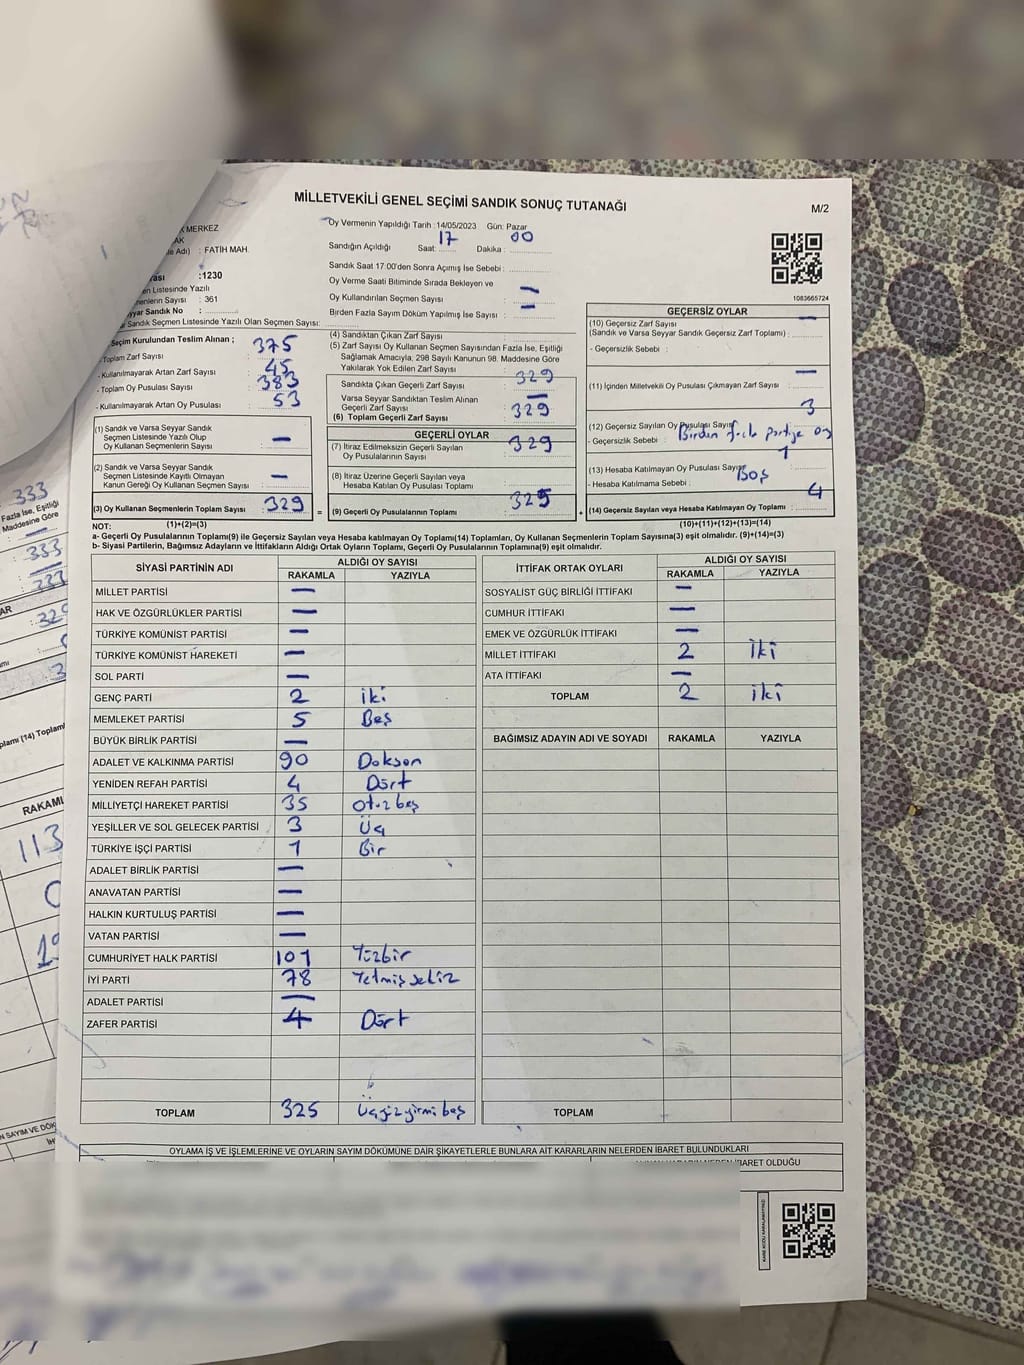 MİLLETVEKİLİ GENEL SEÇİMİ SANDIK SONUÇ TUTANAĞI
M/2
MERKEZ
FATİH MAH.
:1230
Listesinde Yazılı
Sayısı : 361
Seyyar Sandık No :
Sandık Seçmen Listesinde Yazılı Olan Seçmen Sayısı:
Oy Vermenin Yapıldığı Tarih :14/05/2023 Gün: Pazar
Sandığın Açıldığı Saat: 17 Dakika : 00
Sandık Saat 17:00'den Sonra Açımış İse Sebebi :
Oy Verme Saati Bitiminde Sırada Bekleyen ve
Oy Kullandırılan Seçmen Sayısı : —
Birden Fazla Sayım Döküm Yapılmış İse Sayısı : —
1083665724
Seçim Kurulundan Teslim Alınan ;
Toplam Zarf Sayısı : 375
- Kullanılmayarak Artan Zarf Sayısı : 45
- Toplam Oy Pusulası Sayısı : 383
- Kullanılmayarak Artan Oy Pusulası : 53
(1) Sandık ve Varsa Seyyar Sandık
Seçmen Listesinde Yazılı Olup
Oy Kullanan Seçmenlerin Sayısı : —
(2) Sandık ve Varsa Seyyar Sandık
Seçmen Listesinde Kayıtlı Olmayan
Kanun Gereği Oy Kullanan Seçmen Sayısı : —
(3) Oy Kullanan Seçmenlerin Toplam Sayısı : 329 =
(1)+(2)=(3)
(4) Sandıktan Çıkan Zarf Sayısı :
(5) Zarf Sayısı Oy Kullanan Seçmen Sayısından Fazla İse, Eşitliği
Sağlamak Amacıyla, 298 Sayılı Kanunun 98. Maddesine Göre
Yakılarak Yok Edilen Zarf Sayısı :
Sandıkta Çıkan Geçerli Zarf Sayısı : 329
Varsa Seyyar Sandıktan Teslim Alınan
Geçerli Zarf Sayısı : —
(6) Toplam Geçerli Zarf Sayısı : 329
GEÇERLİ OYLAR
(7) İtiraz Edilmeksizin Geçerli Sayılan
Oy Pusulalarının Sayısı : 329
(8) İtiraz Üzerine Geçerli Sayılan veya
Hesaba Katılan Oy Pusulası Toplamı :
(9) Geçerli Oy Pusulalarının Toplamı : 325 +
GEÇERSİZ OYLAR
(10) Geçersiz Zarf Sayısı
(Sandık ve Varsa Seyyar Sandık Geçersiz Zarf Toplamı) : —
- Geçersizlik Sebebi :
(11) İçinden Milletvekili Oy Pusulası Çıkmayan Zarf Sayısı : —
(12) Geçersiz Sayılan Oy Pusulası Sayısı : 3
- Geçersizlik Sebebi : Birden fazla partiye oy
(13) Hesaba Katılmayan Oy Pusulası Sayısı : 1
- Hesaba Katılmama Sebebi : Boş
(14) Geçersiz Sayılan veya Hesaba Katılmayan Oy Toplamı : 4
(10)+(11)+(12)+(13)=(14)
NOT:
a- Geçerli Oy Pusulalarının Toplamı(9) ile Geçersiz Sayılan veya Hesaba katılmayan Oy Toplamı(14) Toplamları, Oy Kullanan Seçmenlerin Toplam Sayısına(3) eşit olmalıdır. (9)+(14)=(3)
b- Siyasi Partilerin, Bağımsız Adayların ve İttifakların Aldığı Ortak Oyların Toplamı, Geçerli Oy Pusulalarının Toplamına(9) eşit olmalıdır.
SİYASİ PARTİNİN ADI ALDIĞI OY SAYISI
RAKAMLA YAZIYLA
MİLLET PARTİSİ —
HAK VE ÖZGÜRLÜKLER PARTİSİ —
TÜRKİYE KOMÜNİST PARTİSİ —
TÜRKİYE KOMÜNİST HAREKETİ —
SOL PARTİ —
GENÇ PARTİ 2 iki
MEMLEKET PARTİSİ 5 Beş
BÜYÜK BİRLİK PARTİSİ —
ADALET VE KALKINMA PARTİSİ 90 Doksan
YENİDEN REFAH PARTİSİ 4 Dört
MİLLİYETÇİ HAREKET PARTİSİ 35 otuz beş
YEŞİLLER VE SOL GELECEK PARTİSİ 3 Üç
TÜRKİYE İŞÇİ PARTİSİ 1 Bir
ADALET BİRLİK PARTİSİ —
ANAVATAN PARTİSİ —
HALKIN KURTULUŞ PARTİSİ —
VATAN PARTİSİ —
CUMHURİYET HALK PARTİSİ 101 Yüzbir
İYİ PARTİ 78 Yetmiş sekiz
ADALET PARTİSİ —
ZAFER PARTİSİ 4 Dört
TOPLAM 325 Üçyüzyirmi beş
İTTİFAK ORTAK OYLARI ALDIĞI OY SAYISI
RAKAMLA YAZIYLA
SOSYALİST GÜÇ BİRLİĞİ İTTİFAKI —
CUMHUR İTTİFAKI —
EMEK VE ÖZGÜRLÜK İTTİFAKI —
MİLLET İTTİFAKI 2 İki
ATA İTTİFAKI —
TOPLAM 2 iki
BAĞIMSIZ ADAYIN ADI VE SOYADI RAKAMLA YAZIYLA
TOPLAM
OYLAMA İŞ VE İŞLEMLERİNE VE OYLARIN SAYIM DÖKÜMÜNE DAİR ŞİKAYETLERLE BUNLARA AİT KARARLARIN NELERDEN İBARET BULUNDUKLARI
İBARET OLDUĞU
333
Fazla İse, Eşitliği
Maddesine Göre
333
333
(14) Toplaml
RAKAML
113